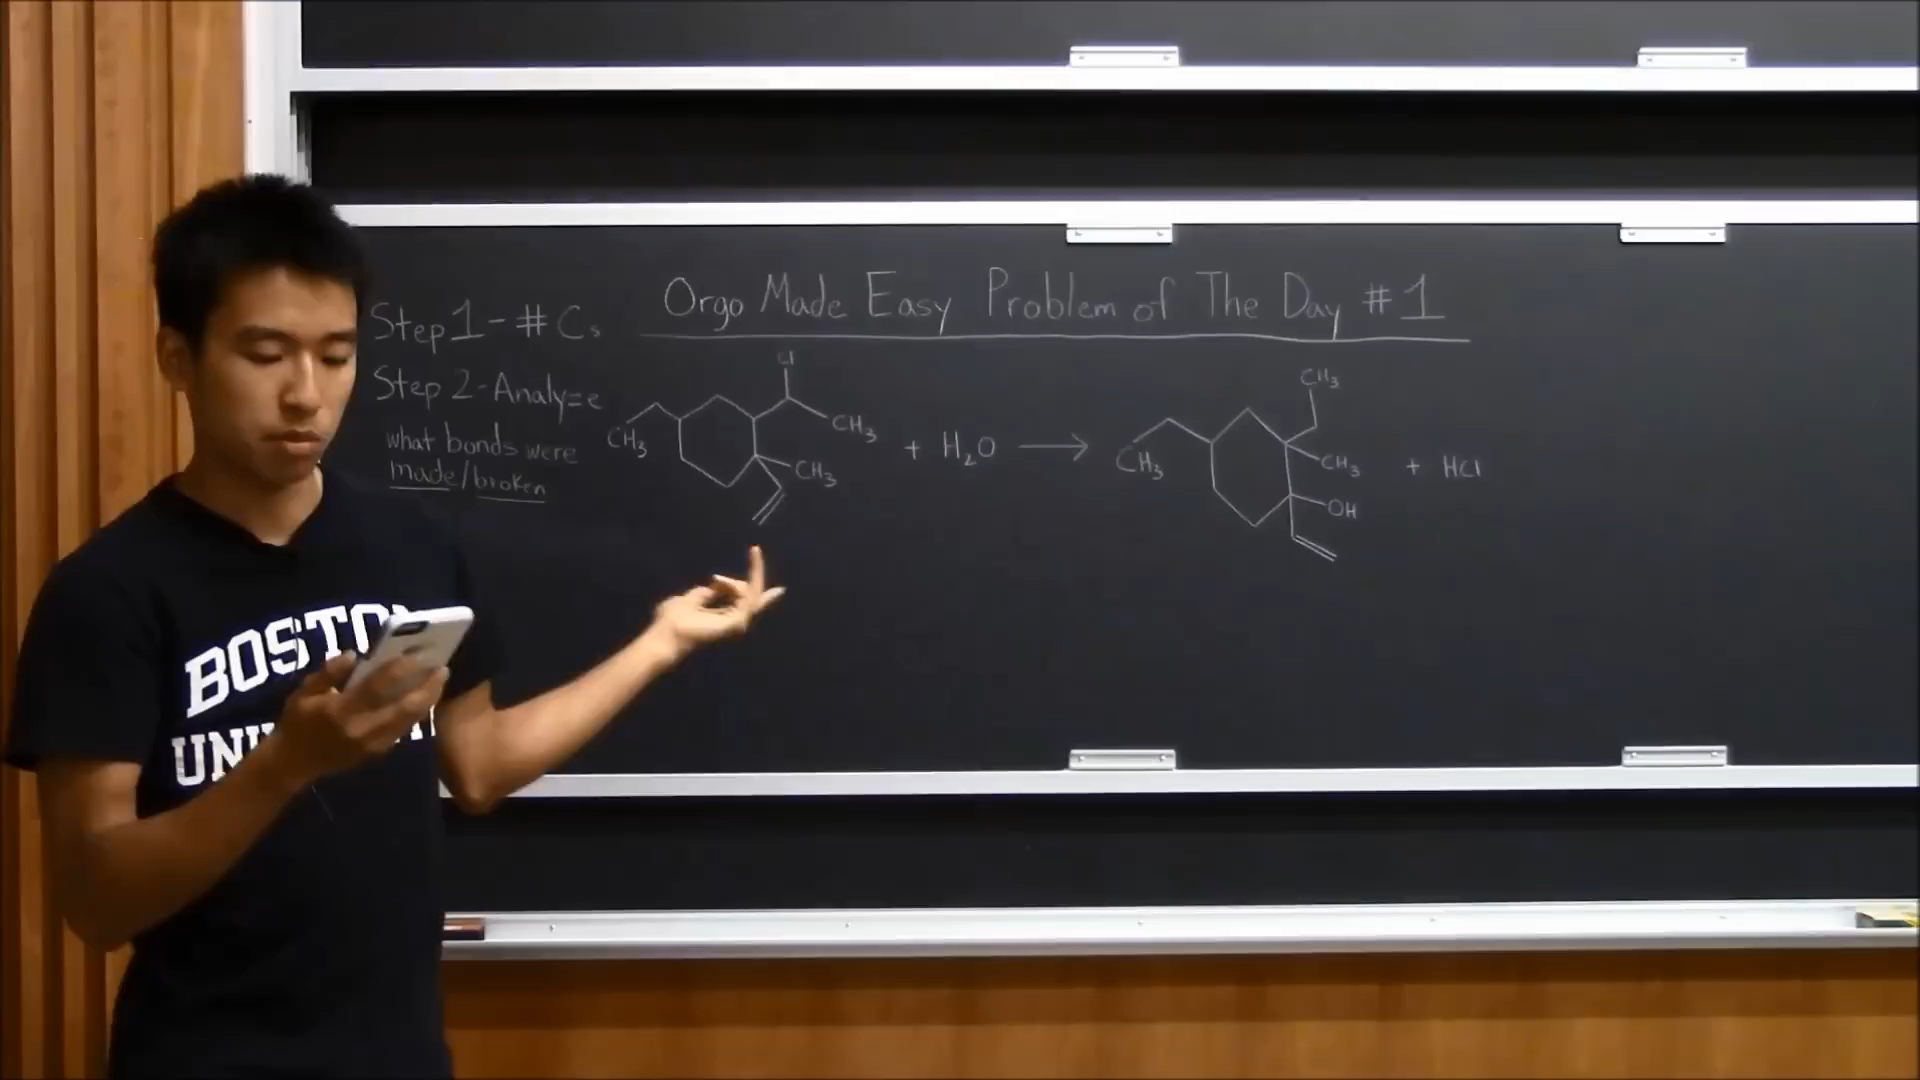 Orgo Made Easy Problem of The Day #1
Step 1 - # Cs
Step 2 - Analyze
what bonds were
made/broken
Cl
CH3
CH3
CH3
+ H₂O
CH3
CH3
CH3
OH
+ HCl
BOSTON